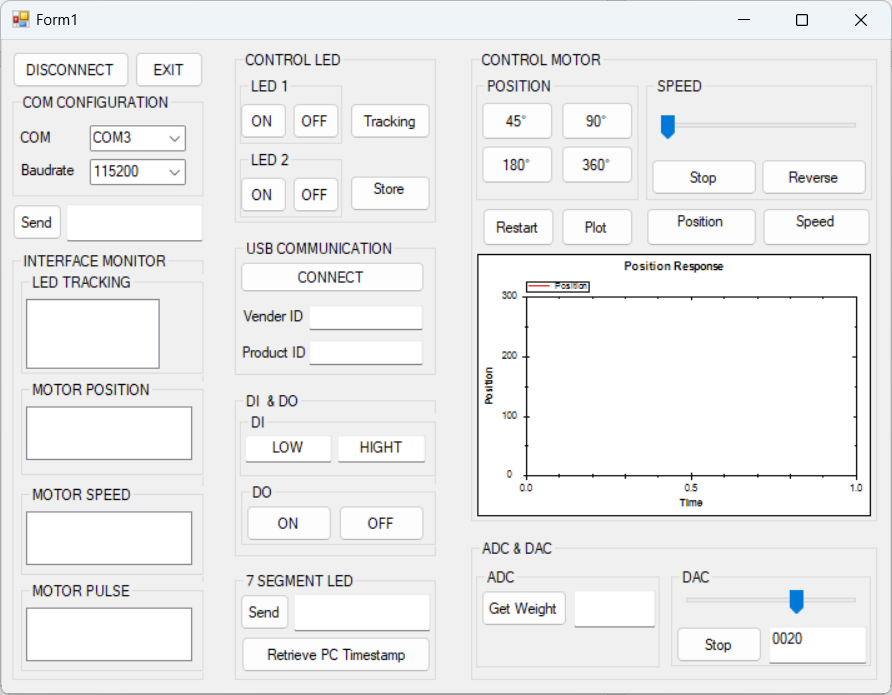 Form1
DISCONNECT
EXIT
COM CONFIGURATION
COM
COM3
Baudrate
115200
Send
INTERFACE MONITOR
LED TRACKING
MOTOR POSITION
MOTOR SPEED
MOTOR PULSE
CONTROL LED
LED 1
ON
OFF
Tracking
LED 2
ON
OFF
Store
USB COMMUNICATION
CONNECT
Vender ID
Product ID
DI & DO
DI
LOW
HIGHT
DO
ON
OFF
7 SEGMENT LED
Send
Retrieve PC Timestamp
CONTROL MOTOR
POSITION
45°
90°
180°
360°
SPEED
Stop
Reverse
Restart
Plot
Position
Speed
Position Response
Position
300
200
100
0
Position
0.0
0.5
1.0
Time
ADC & DAC
ADC
Get Weight
DAC
Stop
0020